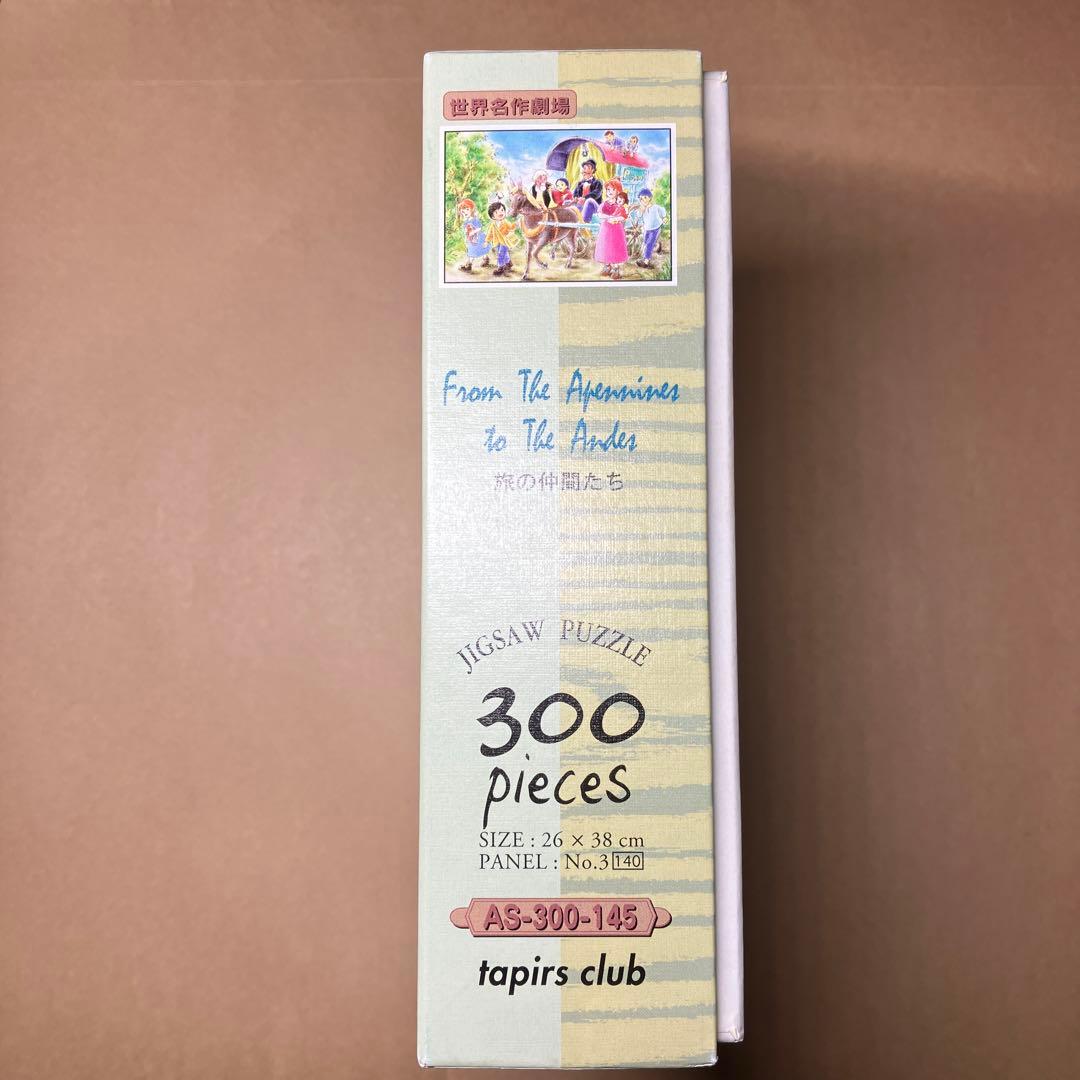 世界名作劇場
From The Apennines
to The Andes
旅の仲間たち
JIGSAW PUZZLE
300
pieces
SIZE : 26 × 38 cm
PANEL : No.3 140
AS-300-145
tapirs club